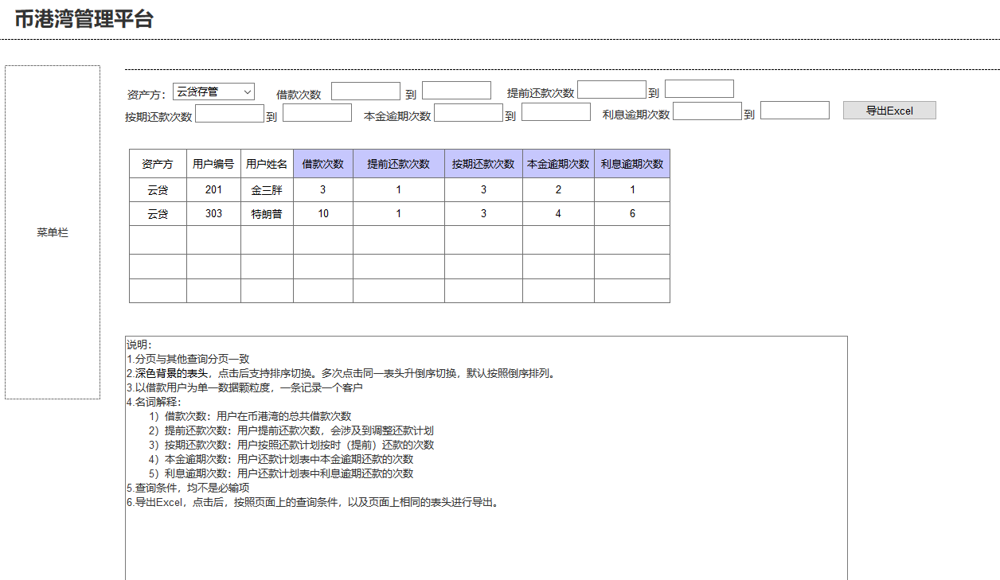 币港湾管理平台
菜单栏
资产方： 云贷存管 借款次数 到 提前还款次数 到
按期还款次数 到 本金逾期次数 到 利息逾期次数 到 导出Excel
资产方 用户编号 用户姓名 借款次数 提前还款次数 按期还款次数 本金逾期次数 利息逾期次数
云贷 201 金三胖 3 1 3 2 1
云贷 303 特朗普 10 1 3 4 6
说明：
1.分页与其他查询分页一致
2.深色背景的表头，点击后支持排序切换。多次点击同一表头升倒序切换，默认按照倒序排列。
3.以借款用户为单一数据颗粒度，一条记录一个客户
4.名词解释：
1）借款次数：用户在币港湾的总共借款次数
2）提前还款次数：用户提前还款次数，会涉及到调整还款计划
3）按期还款次数：用户按照还款计划按时（提前）还款的次数
4）本金逾期次数：用户还款计划表中本金逾期还款的次数
5）利息逾期次数：用户还款计划表中利息逾期还款的次数
5.查询条件，均不是必输项
6.导出Excel，点击后，按照页面上的查询条件，以及页面上相同的表头进行导出。